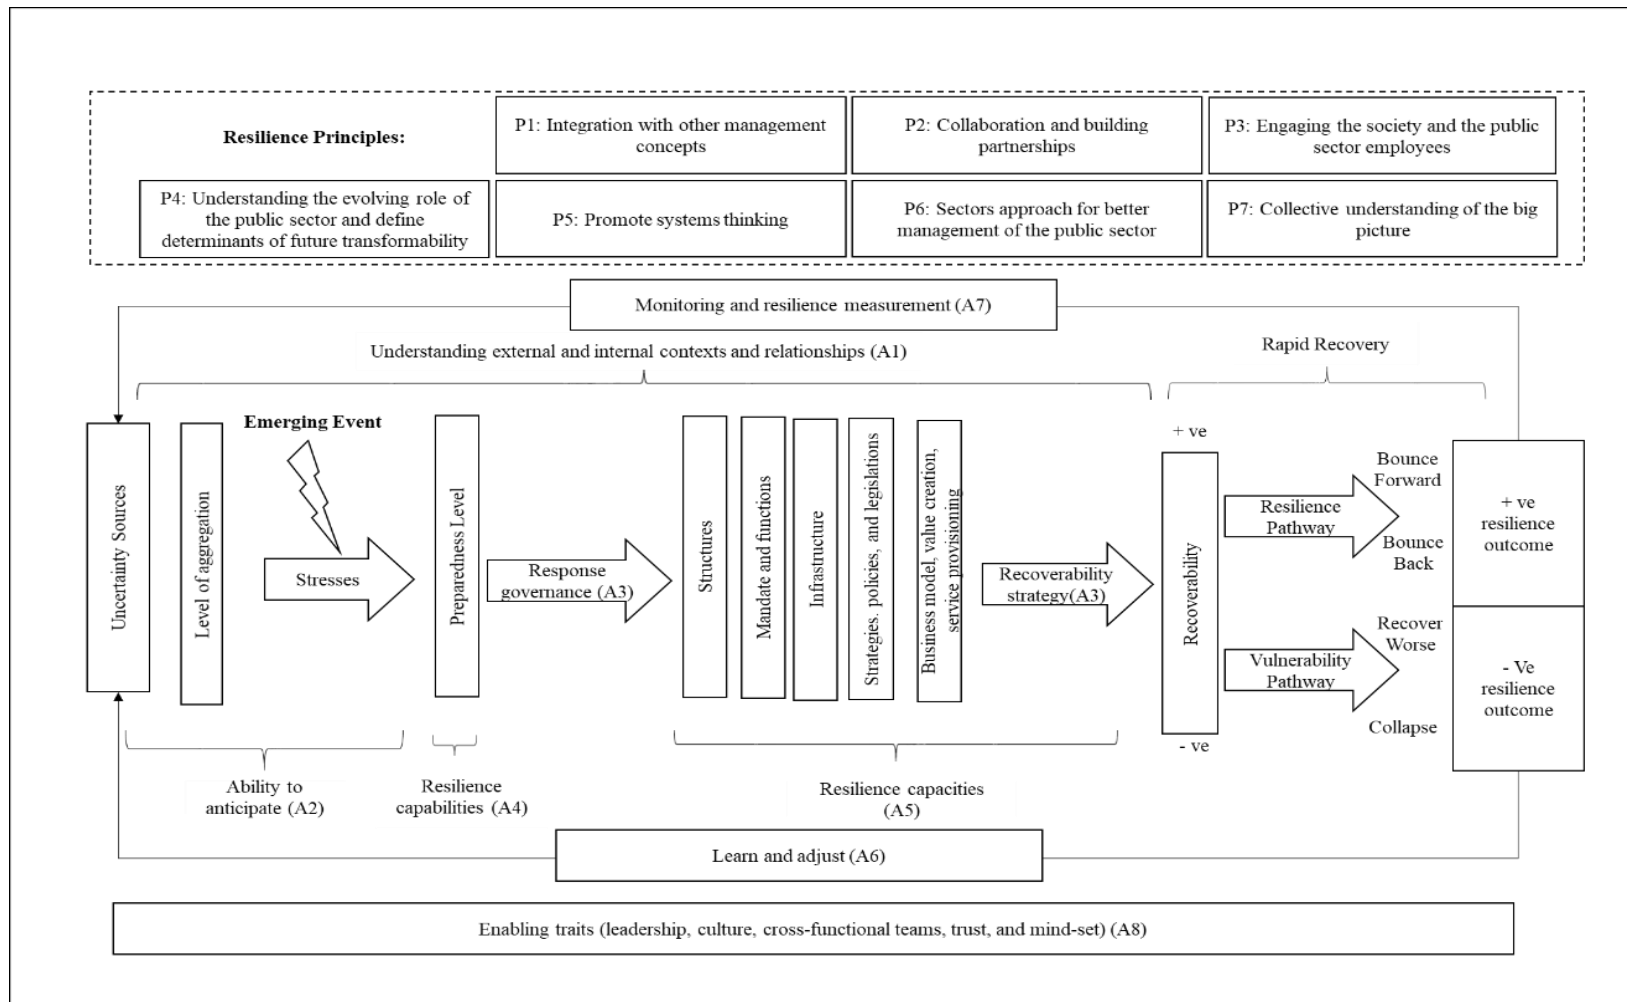 Resilience Principles:
P1: Integration with other management
concepts
P2: Collaboration and building
partnerships
P3: Engaging the society and the public
sector employees
P4: Understanding the evolving role of
the public sector and define
determinants of future transformability
P5: Promote systems thinking
P6: Sectors approach for better
management of the public sector
P7: Collective understanding of the big
picture
Monitoring and resilience measurement (A7)
Understanding external and internal contexts and relationships (A1)
Rapid Recovery
Uncertainty Sources
Level of aggregation
Emerging Event
Stresses
Preparedness Level
Response
governance (A3)
Structures
Mandate and functions
Infrastructure
Strategies. policies, and legislations
Business model, value creation,
service provisioning
Recoverability
strategy(A3)
+ ve
Recoverability
- ve
Resilience
Pathway
Vulnerability
Pathway
Bounce
Forward
Bounce
Back
Recover
Worse
Collapse
+ ve
resilience
outcome
- Ve
resilience
outcome
Ability to
anticipate (A2)
Resilience
capabilities (A4)
Resilience capacities
(A5)
Learn and adjust (A6)
Enabling traits (leadership, culture, cross-functional teams, trust, and mind-set) (A8)